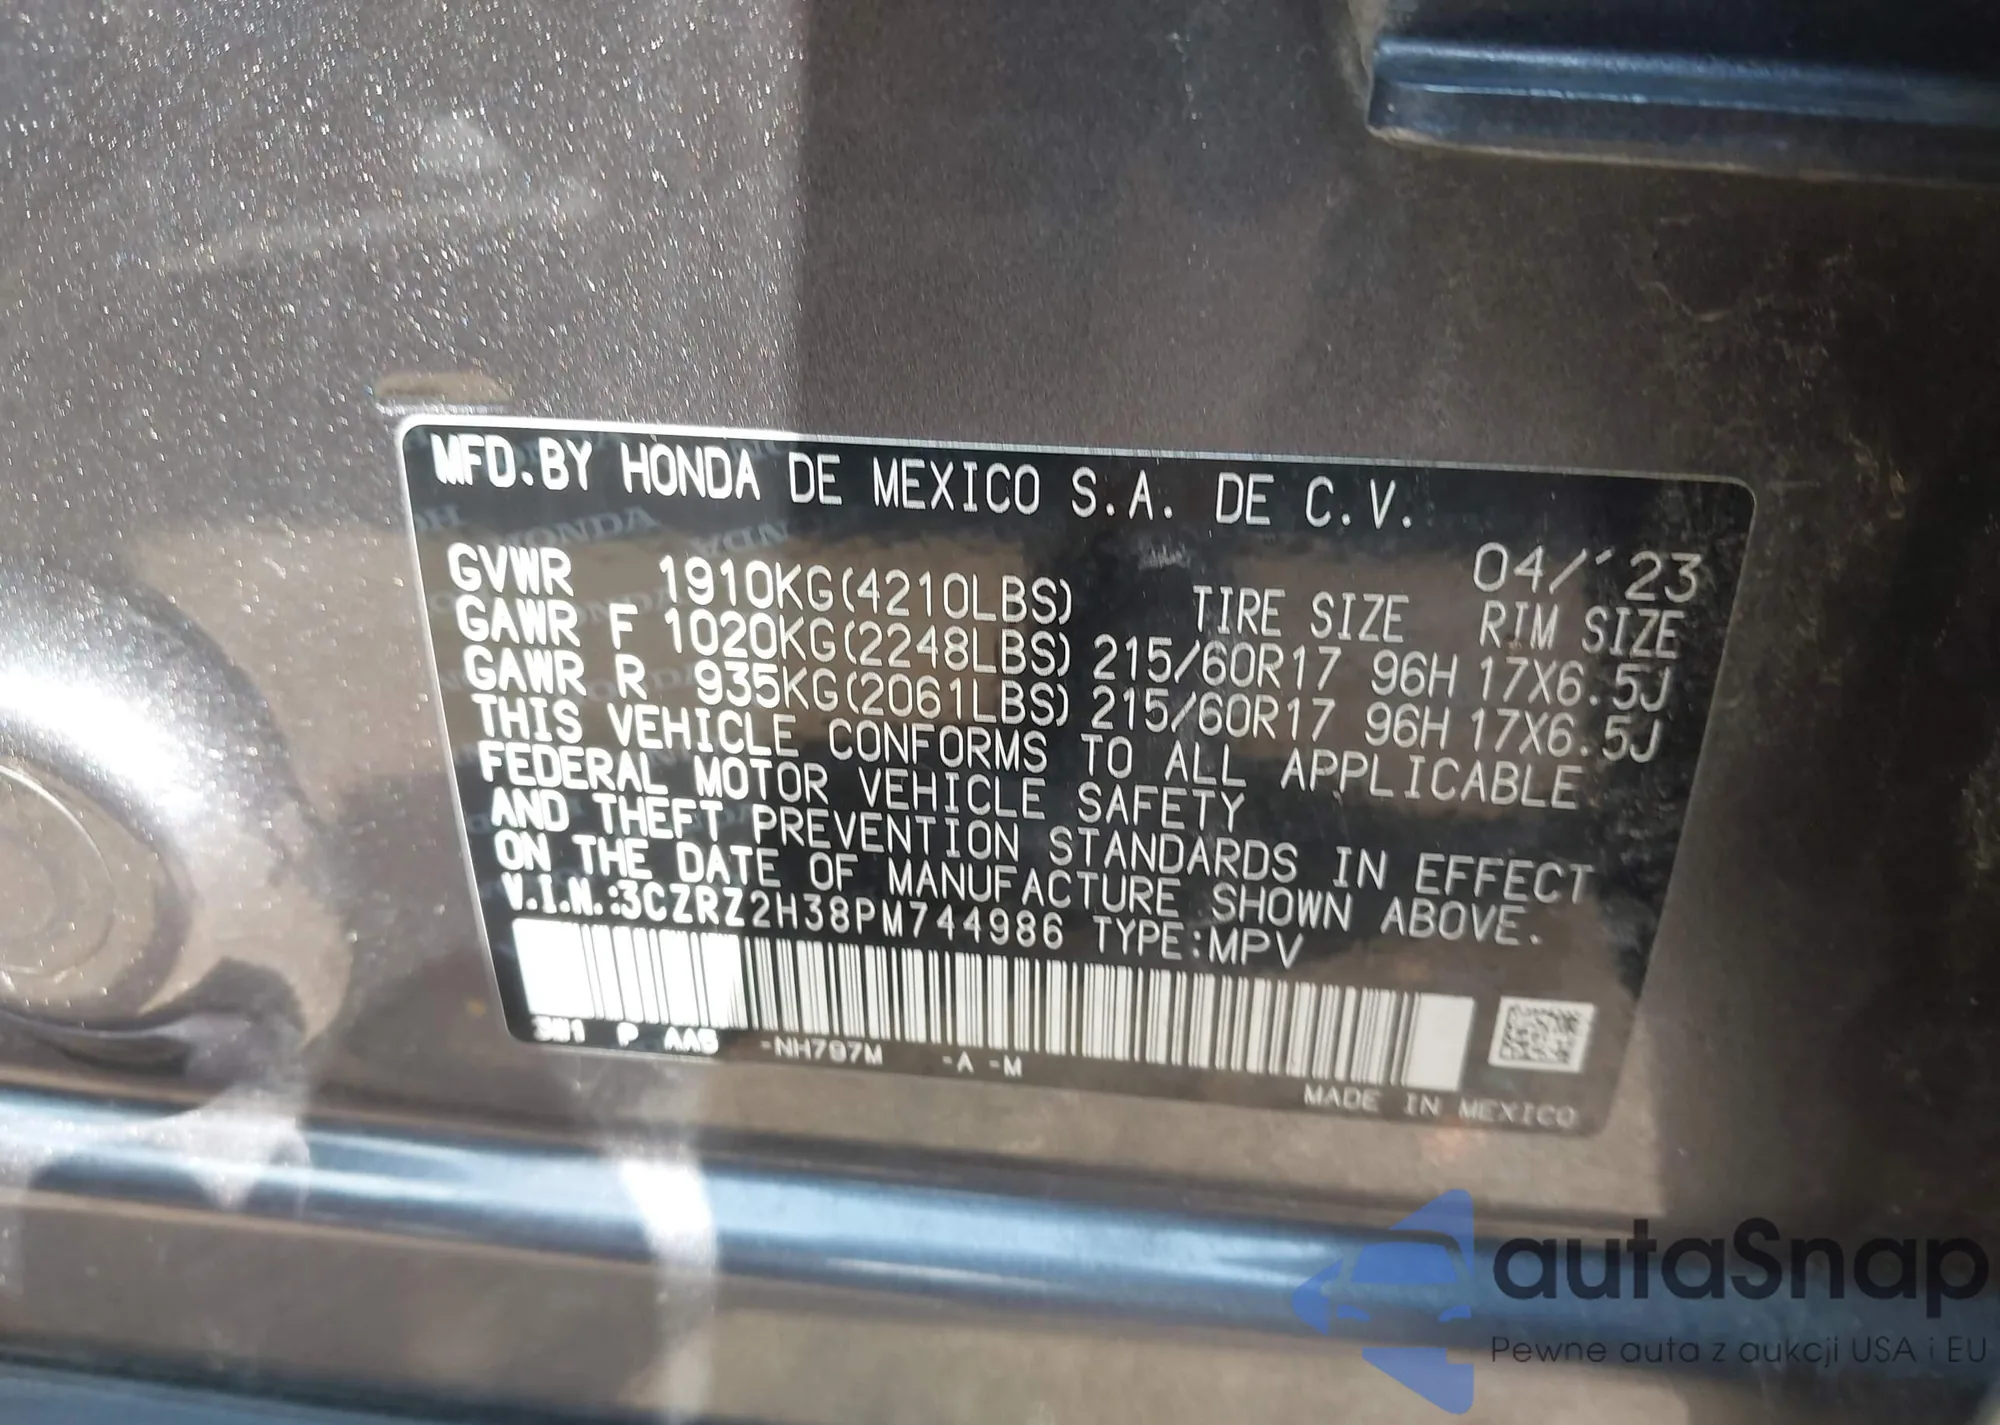 MFD.BY HONDA DE MEXICO S.A. DE C.V.
04/'23
GVWR 1910KG(4210LBS) TIRE SIZE RIM SIZE
GAWR F 1020KG(2248LBS) 215/60R17 96H 17X6.5J
GAWR R 935KG(2061LBS) 215/60R17 96H 17X6.5J
THIS VEHICLE CONFORMS TO ALL APPLICABLE
FEDERAL MOTOR VEHICLE SAFETY
AND THEFT PREVENTION STANDARDS IN EFFECT
ON THE DATE OF MANUFACTURE SHOWN ABOVE.
V.I.N.:3CZRZ2H38PM744986 TYPE:MPV
3W1 P AA5 -NH797M -A -M
MADE IN MEXICO
autaSnap
Pewne auta z aukcji USA i EU